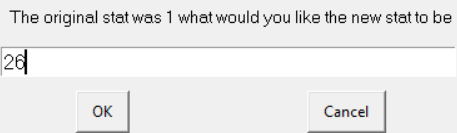 The original stat was 1 what would you like the new stat to be
26
OK Cancel